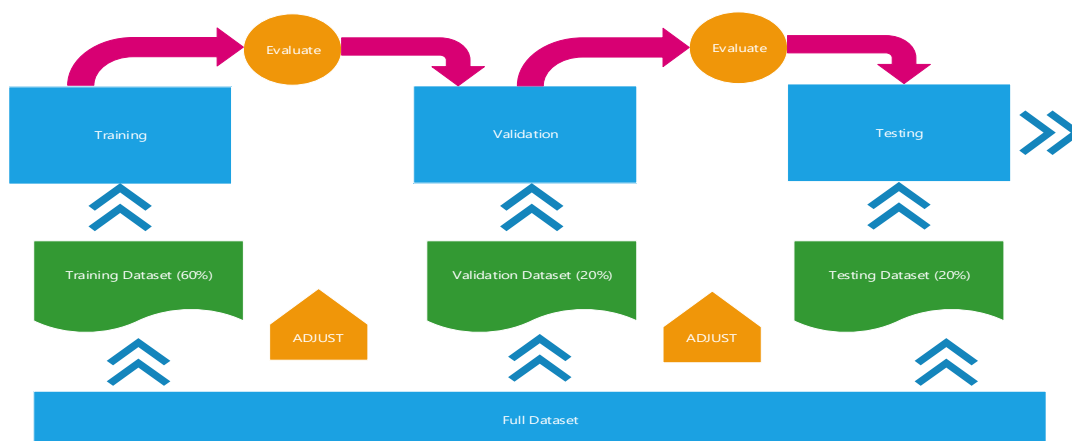 Evaluate
Evaluate
Training
Validation
Testing
Training Dataset (60%)
Validation Dataset (20%)
Testing Dataset (20%)
ADJUST
ADJUST
Full Dataset